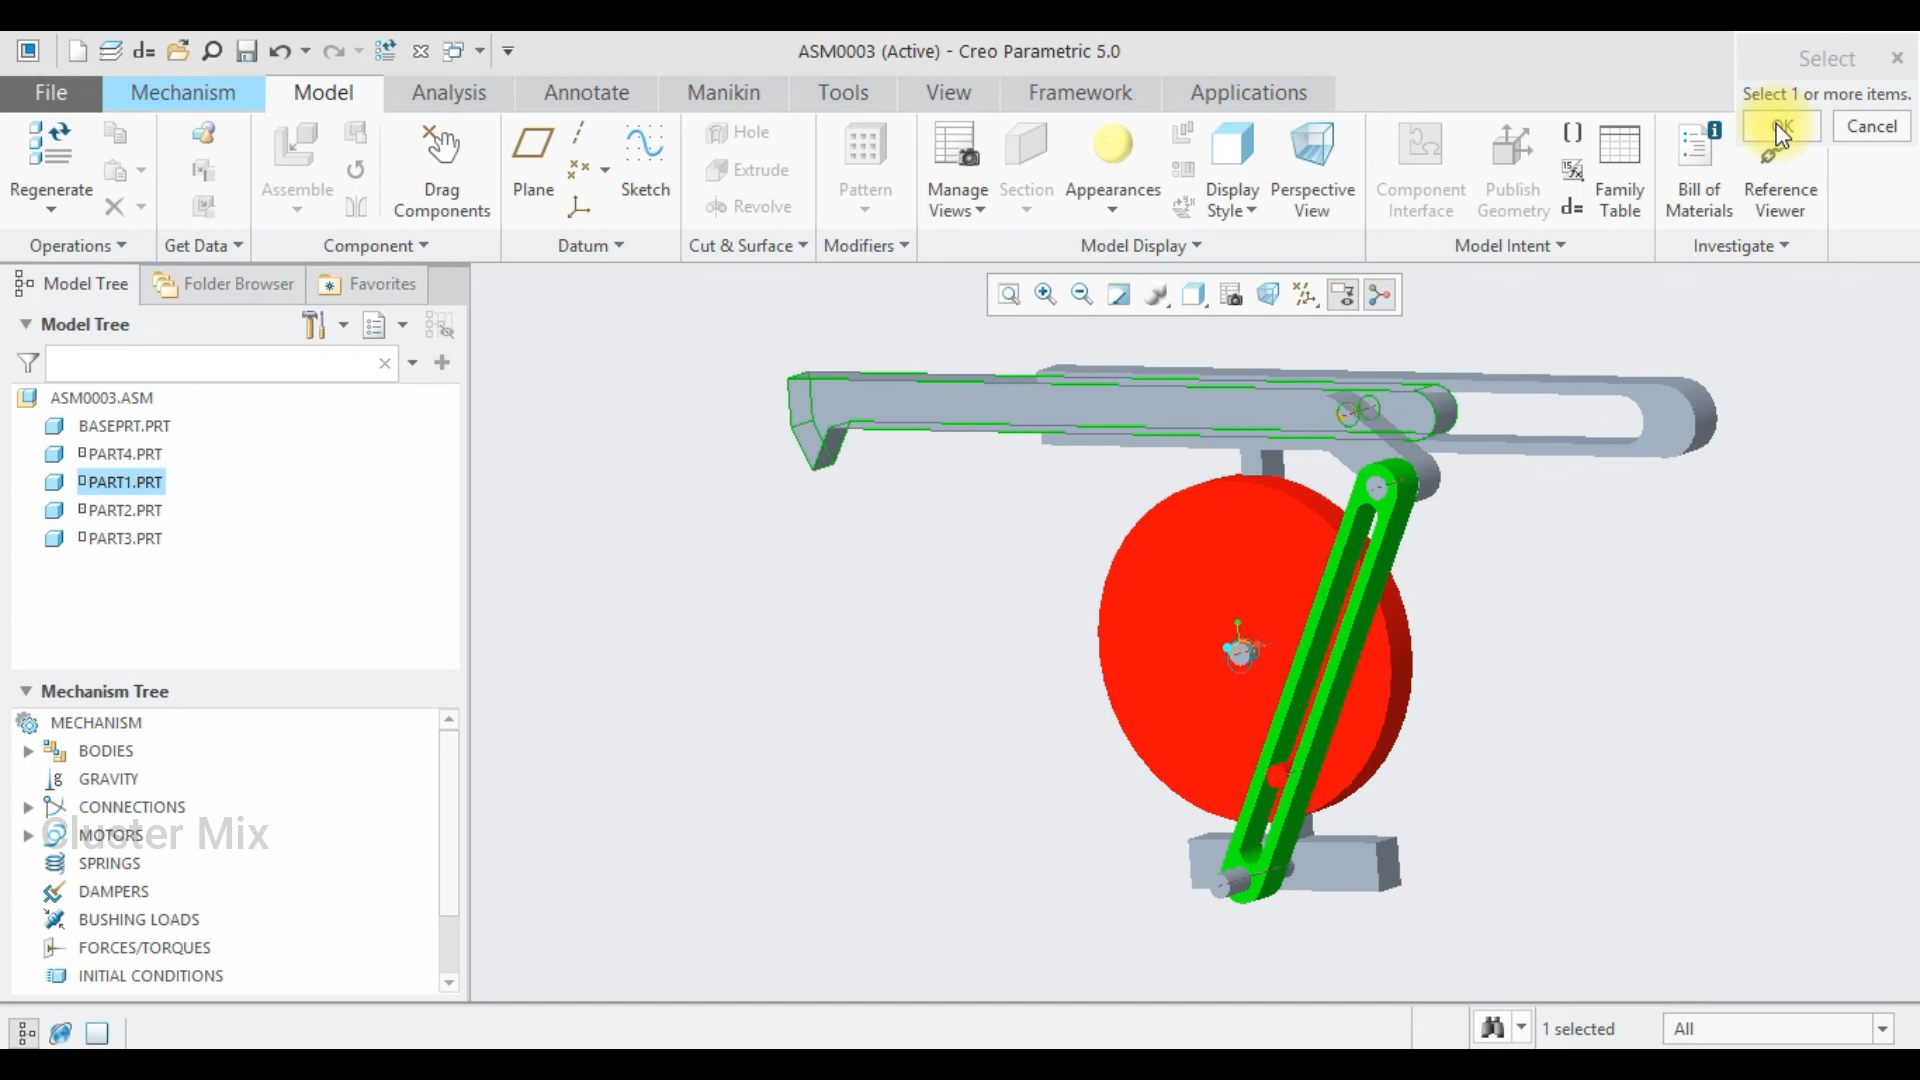 ASM0003 (Active) - Creo Parametric 5.0
Select
Select 1 or more items.
OK
Cancel
File
Mechanism
Model
Analysis
Annotate
Manikin
Tools
View
Framework
Applications
Regenerate
Operations
Get Data
Assemble
Drag Components
Component
Plane
Sketch
Datum
Hole
Extrude
Revolve
Cut & Surface
Pattern
Modifiers
Manage Views
Section
Appearances
Display Style
Perspective View
Model Display
Component Interface
Publish Geometry
d=
Family Table
Model Intent
Bill of Materials
Reference Viewer
Investigate
d=
Model Tree
Folder Browser
Favorites
Model Tree
ASM0003.ASM
BASEPRT.PRT
PART4.PRT
PART1.PRT
PART2.PRT
PART3.PRT
Mechanism Tree
MECHANISM
BODIES
GRAVITY
CONNECTIONS
MOTORS
Cluster Mix
SPRINGS
DAMPERS
BUSHING LOADS
FORCES/TORQUES
INITIAL CONDITIONS
1 selected
All